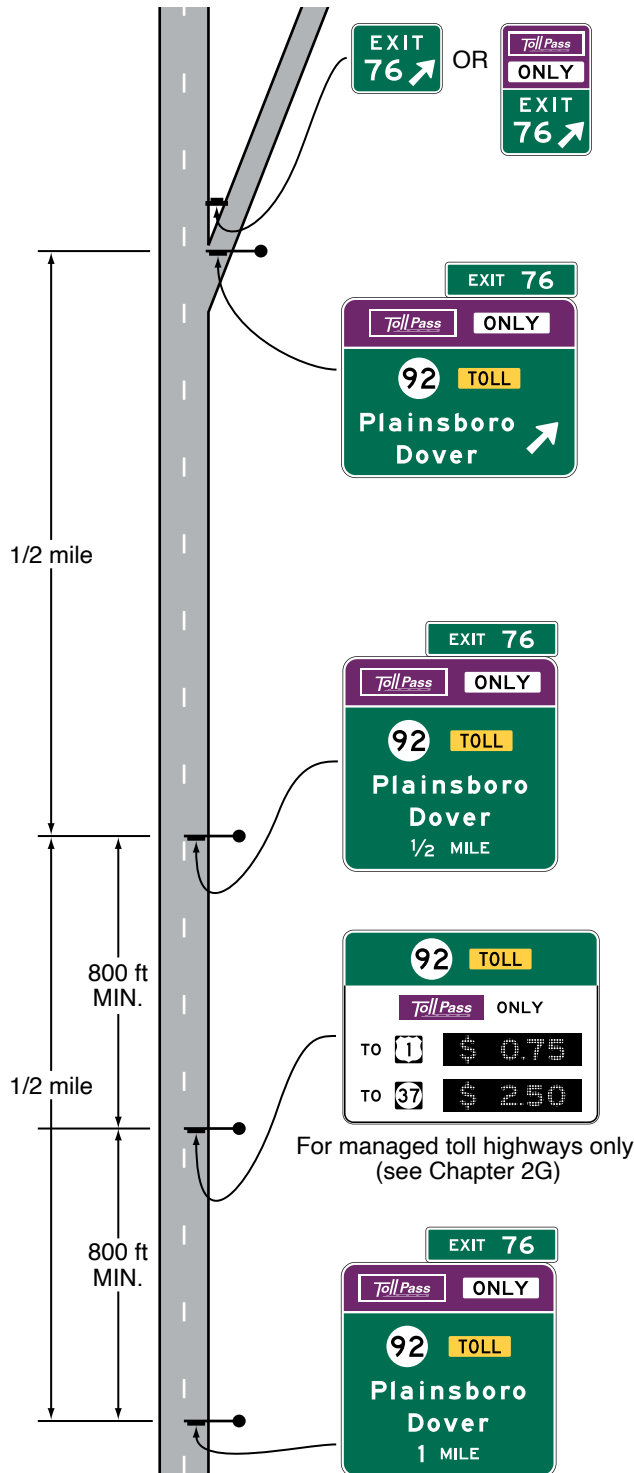 EXIT
76
OR
Toll Pass
ONLY
EXIT
76
EXIT 76
Toll Pass ONLY
92 TOLL
Plainsboro
Dover
1/2 mile
EXIT 76
Toll Pass ONLY
92 TOLL
Plainsboro
Dover
1/2 MILE
800 ft
MIN.
1/2 mile
92 TOLL
Toll Pass ONLY
TO 1 $ 0.75
TO 37 $ 2.50
For managed toll highways only
(see Chapter 2G)
800 ft
MIN.
EXIT 76
Toll Pass ONLY
92 TOLL
Plainsboro
Dover
1 MILE